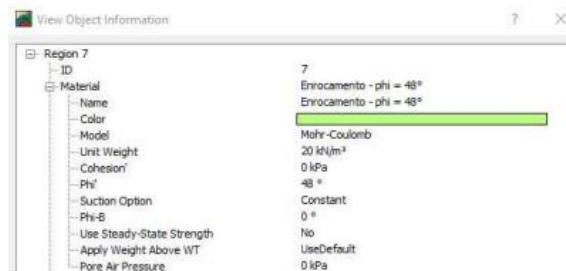 View Object Information ? ×
Region 7
ID 7
Material Enrocamento - phi = 48°
Name Enrocamento - phi = 48°
Color
Model Mohr-Coulomb
Unit Weight 20 kN/m³
Cohesion' 0 kPa
Phi' 48 °
Suction Option Constant
Phi-B 0 °
Use Steady-State Strength No
Apply Weight Above WT UseDefault
Pore Air Pressure 0 kPa